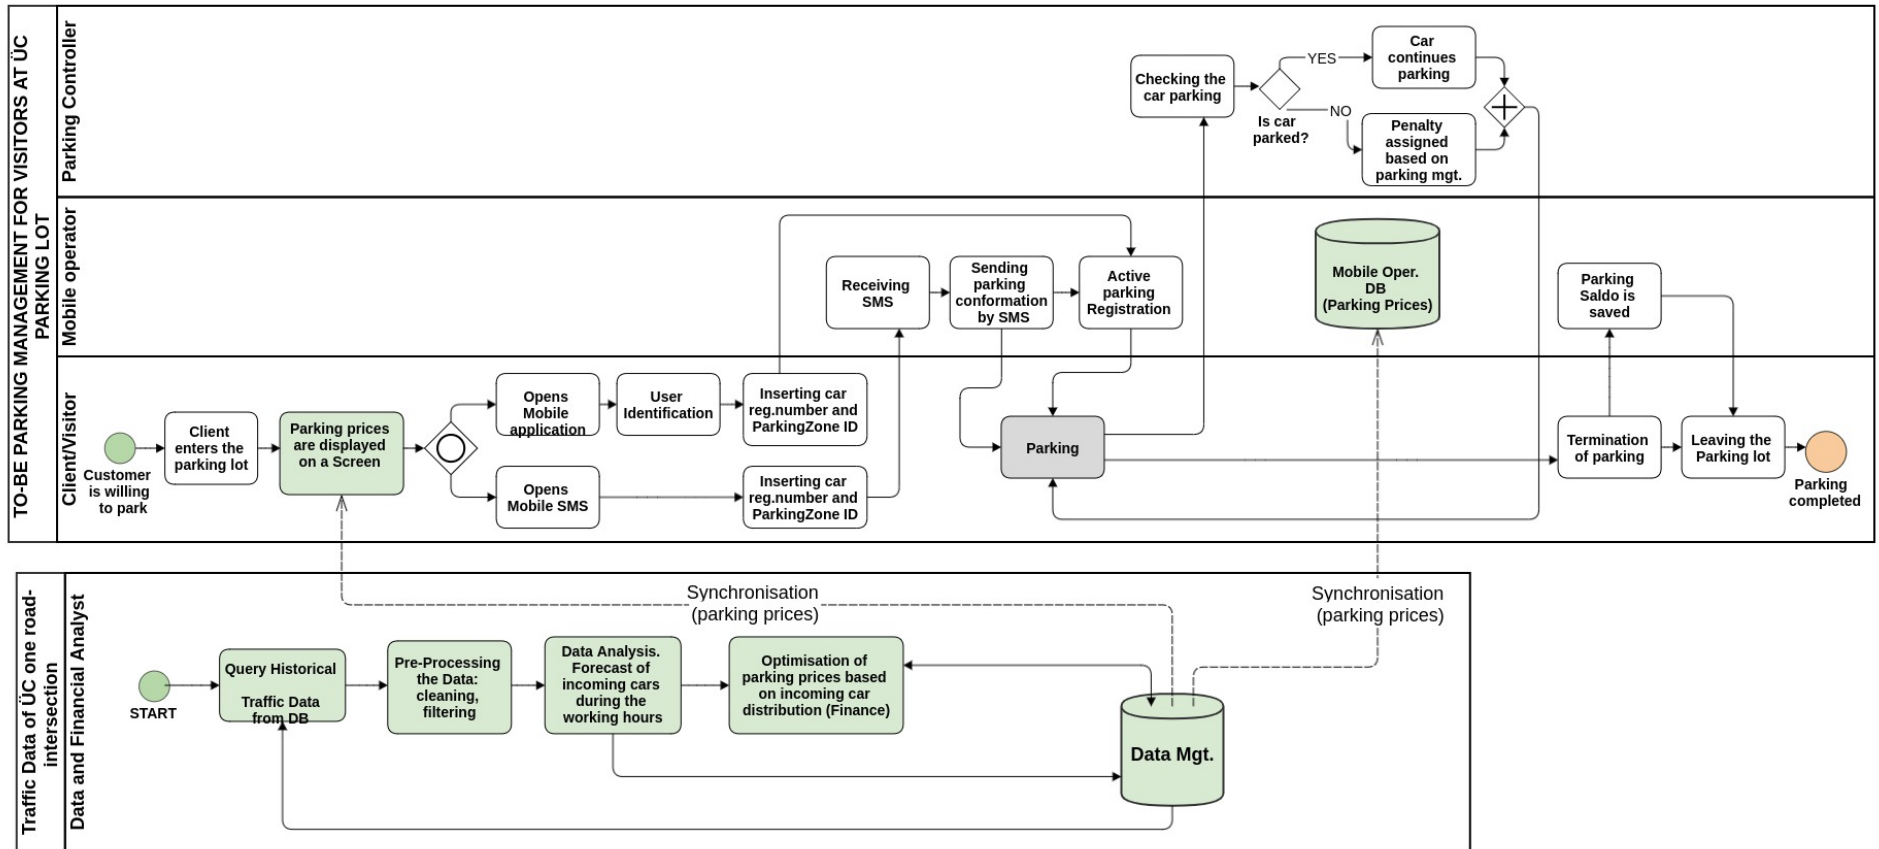 TO-BE PARKING MANAGEMENT FOR VISITORS AT ÜC
PARKING LOT
Parking Controller
Checking the
car parking
Is car
parked?
YES
NO
Car
continues
parking
Penalty
assigned
based on
parking mgt.
Mobile operator
Receiving
SMS
Sending
parking
conformation
by SMS
Active
parking
Registration
Mobile Oper.
DB
(Parking Prices)
Parking
Saldo is
saved
Client/Visitor
Customer
is willing
to park
Client
enters the
parking lot
Parking prices
are displayed
on a Screen
Opens
Mobile
application
User
Identification
Inserting car
reg.number and
ParkingZone ID
Opens
Mobile SMS
Inserting car
reg.number and
ParkingZone ID
Parking
Termination
of parking
Leaving the
Parking lot
Parking
completed
Traffic Data of ÜC one road-
intersection
Data and Financial Analyst
Synchronisation
(parking prices)
Synchronisation
(parking prices)
START
Query Historical
Traffic Data
from DB
Pre-Processing
the Data:
cleaning,
filtering
Data Analysis.
Forecast of
incoming cars
during the
working hours
Optimisation of
parking prices based
on incoming car
distribution (Finance)
Data Mgt.